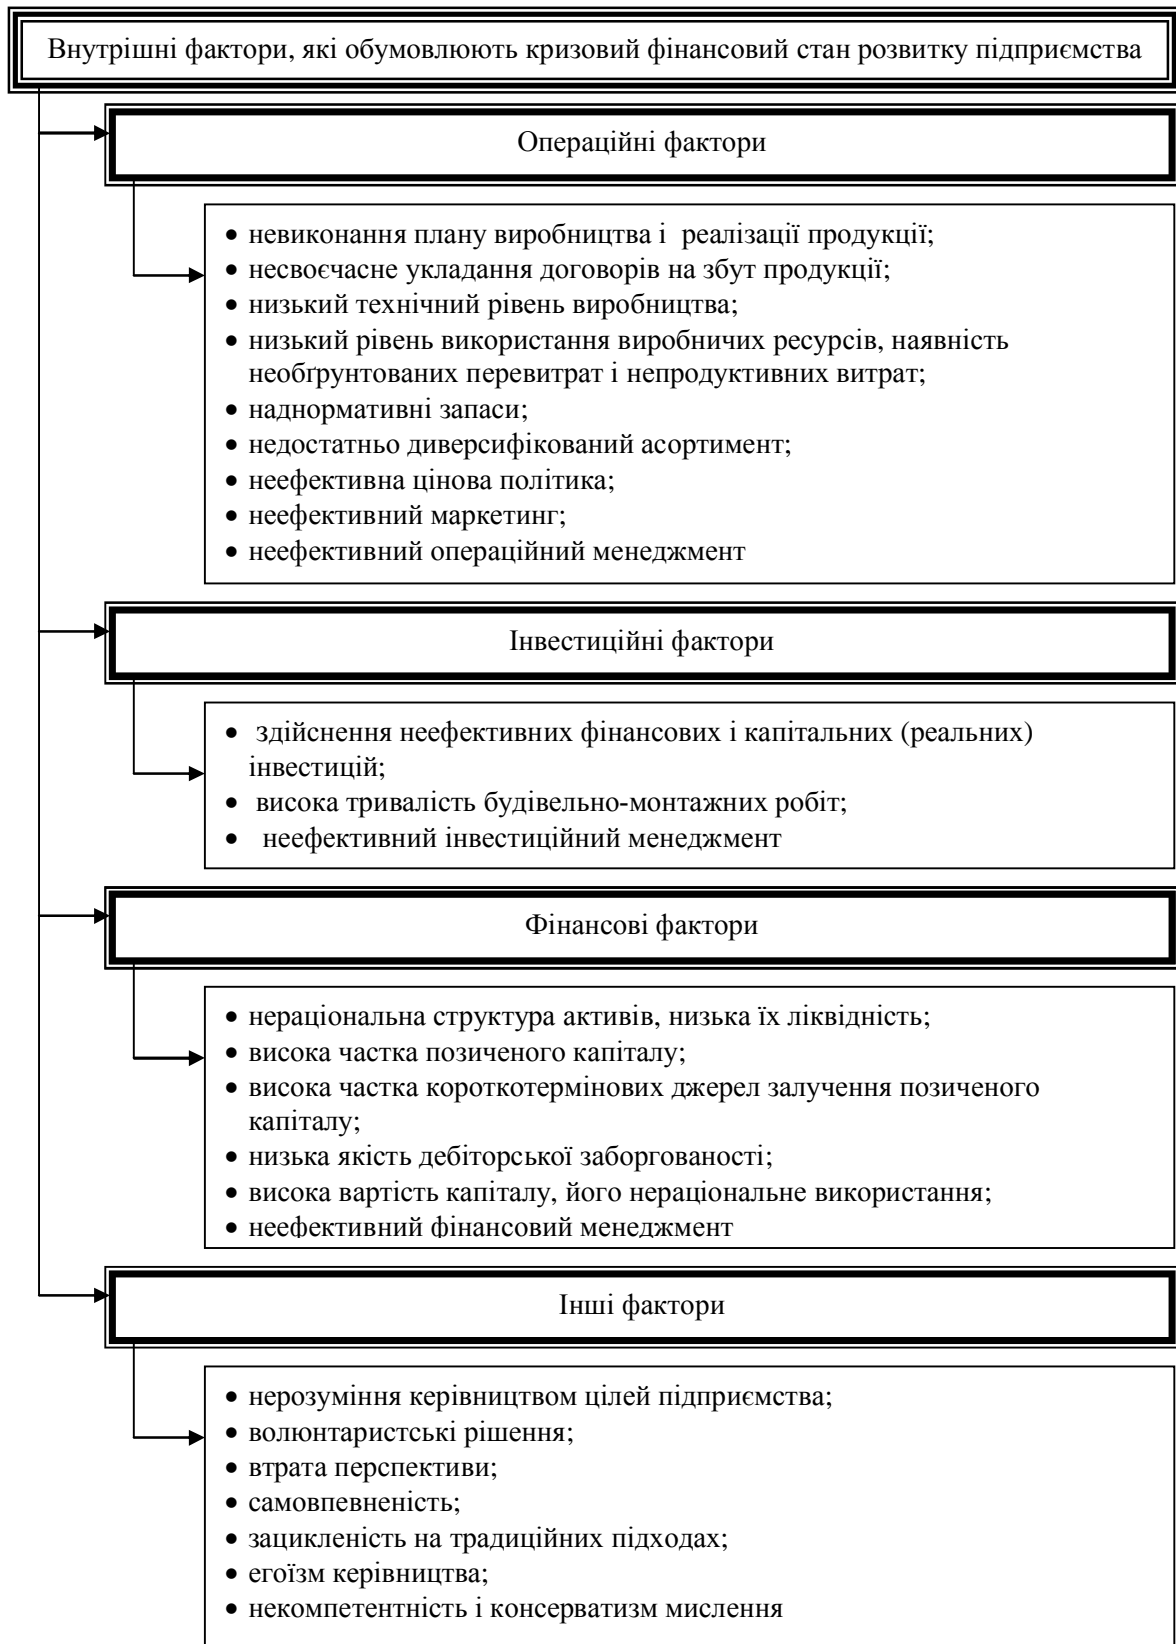 Внутрішні фактори, які обумовлюють кризовий фінансовий стан розвитку підприємства
Операційні фактори
• невиконання плану виробництва і реалізації продукції;
• несвоєчасне укладання договорів на збут продукції;
• низький технічний рівень виробництва;
• низький рівень використання виробничих ресурсів, наявність
необґрунтованих перевитрат і непродуктивних витрат;
• наднормативні запаси;
• недостатньо диверсифікований асортимент;
• неефективна цінова політика;
• неефективний маркетинг;
• неефективний операційний менеджмент
Інвестиційні фактори
• здійснення неефективних фінансових і капітальних (реальних)
інвестицій;
• висока тривалість будівельно-монтажних робіт;
• неефективний інвестиційний менеджмент
Фінансові фактори
• нераціональна структура активів, низька їх ліквідність;
• висока частка позиченого капіталу;
• висока частка короткотермінових джерел залучення позиченого
капіталу;
• низька якість дебіторської заборгованості;
• висока вартість капіталу, його нераціональне використання;
• неефективний фінансовий менеджмент
Інші фактори
• нерозуміння керівництвом цілей підприємства;
• волюнтаристські рішення;
• втрата перспективи;
• самовпевненість;
• зацикленість на традиційних підходах;
• егоїзм керівництва;
• некомпетентність і консерватизм мислення